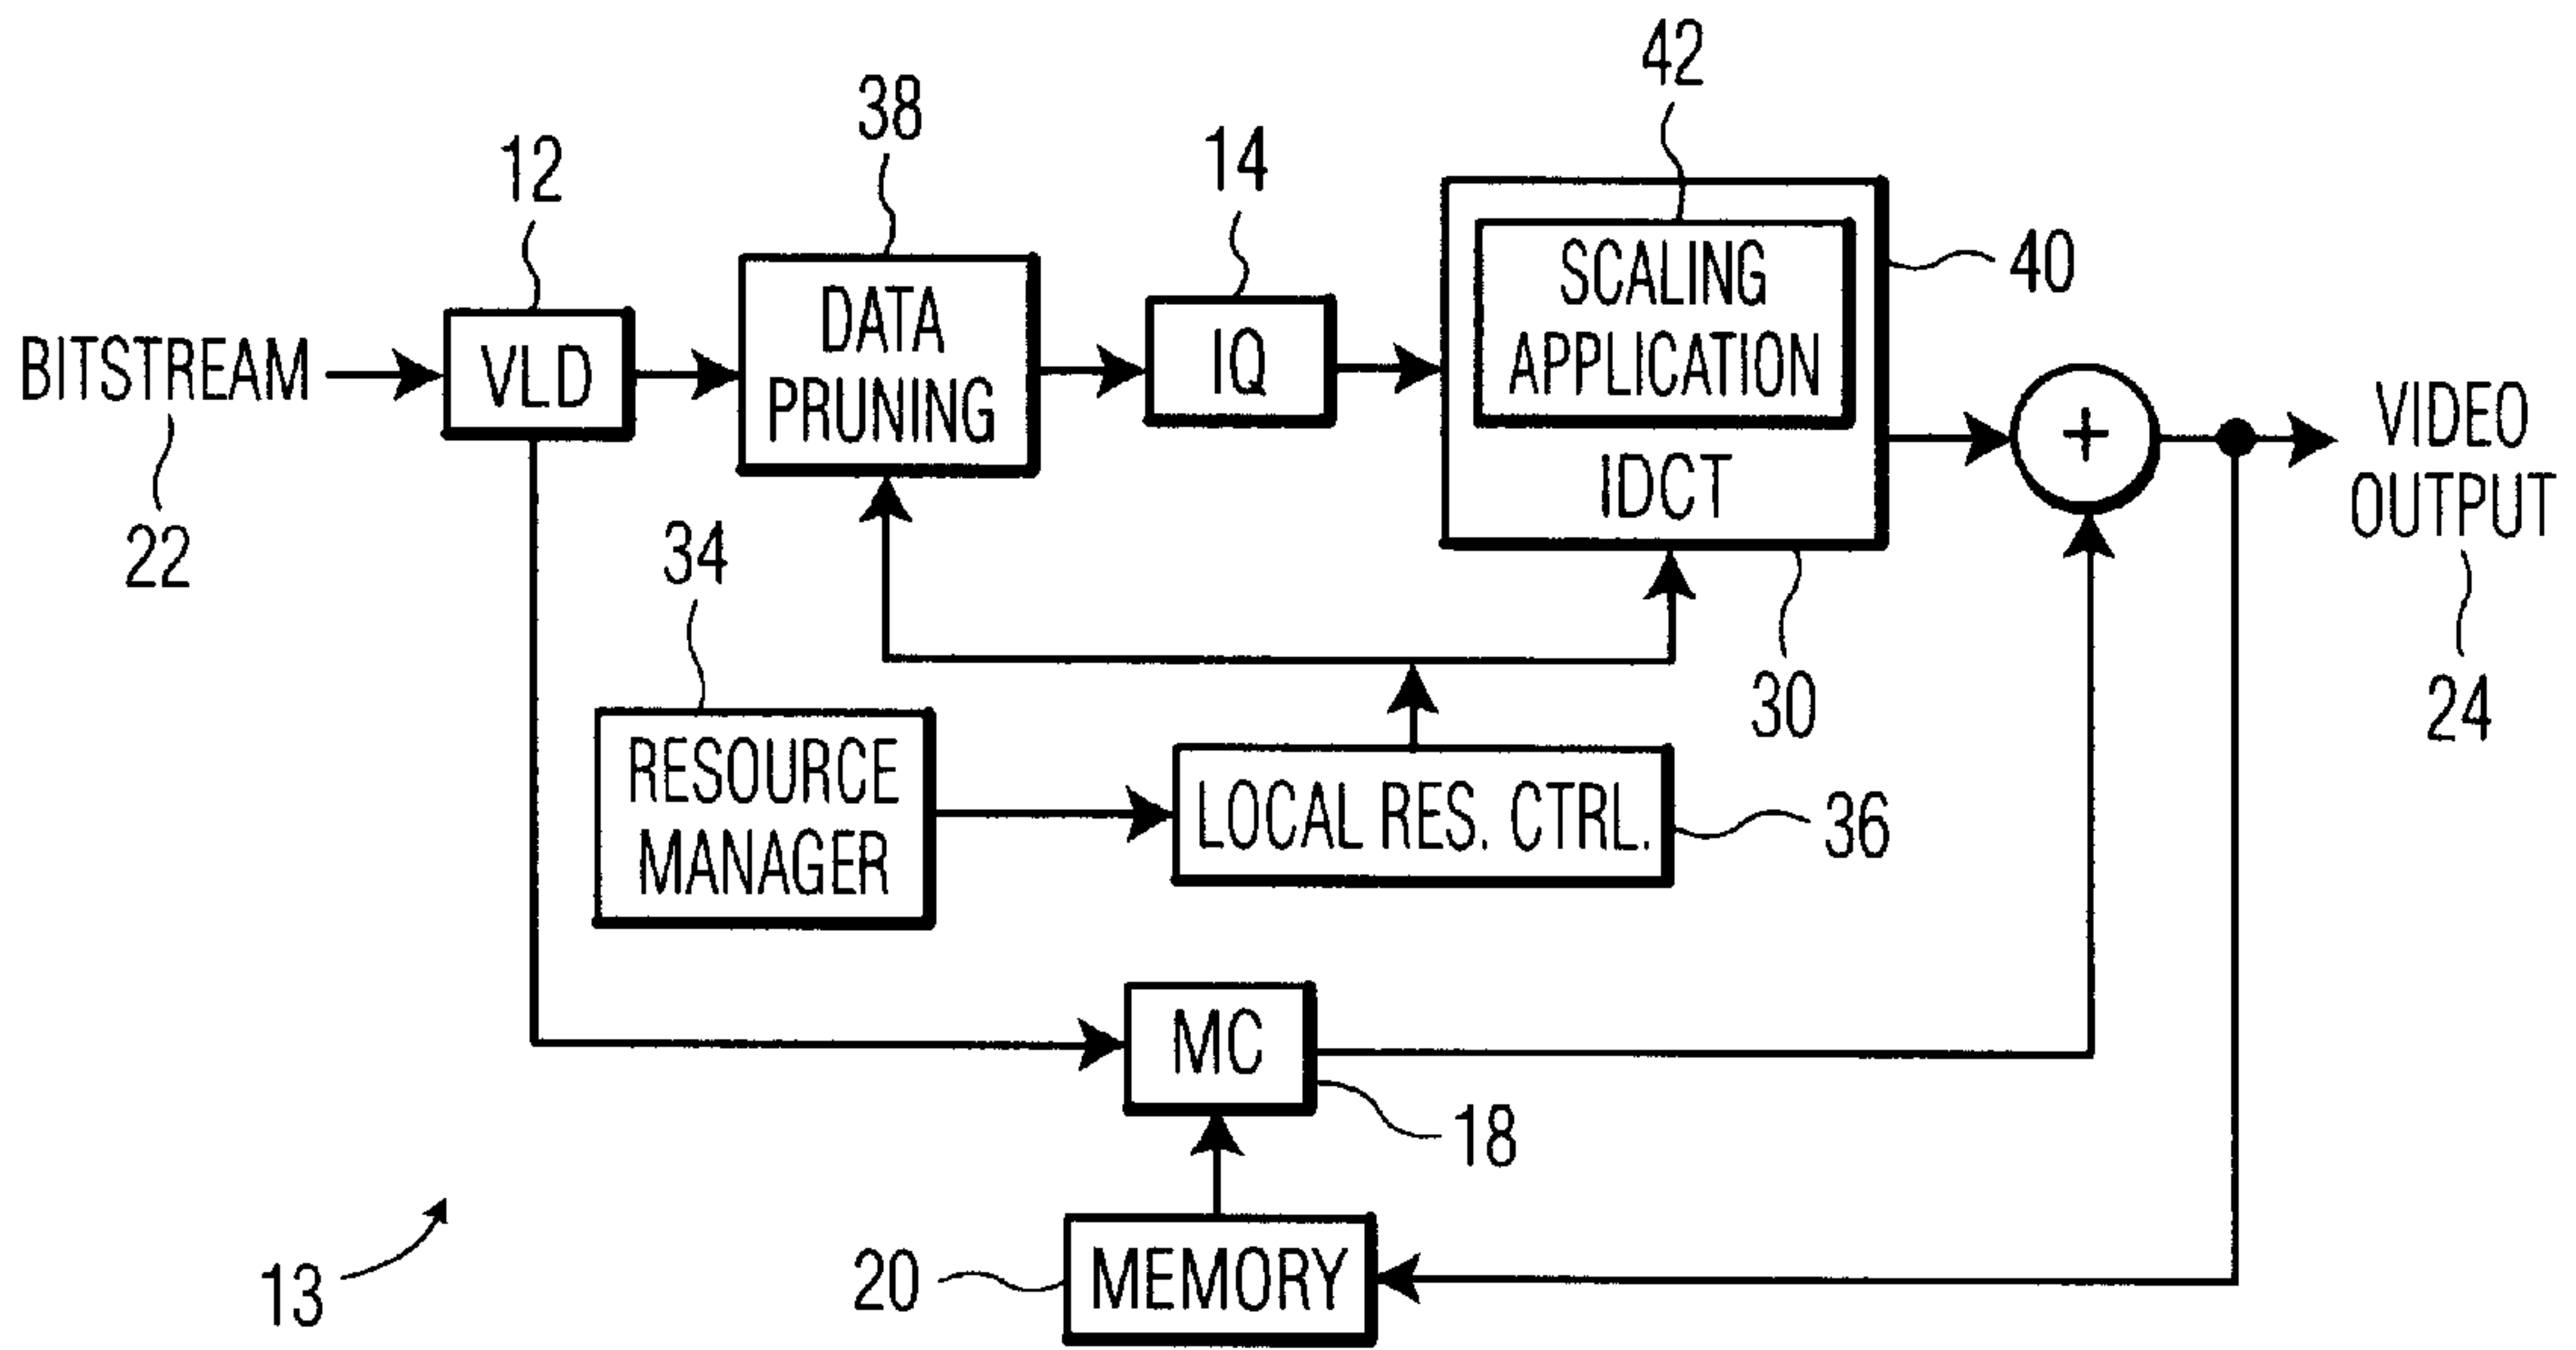 42
38
14
12
SCALING
APPLICATION
40
DATA
PRUNING
BITSTREAM
VLD
IQ
+
VIDEO
OUTPUT
IDCT
22
34
30
24
RESOURCE
MANAGER
LOCAL RES. CTRL.
36
MC
18
13
20
MEMORY